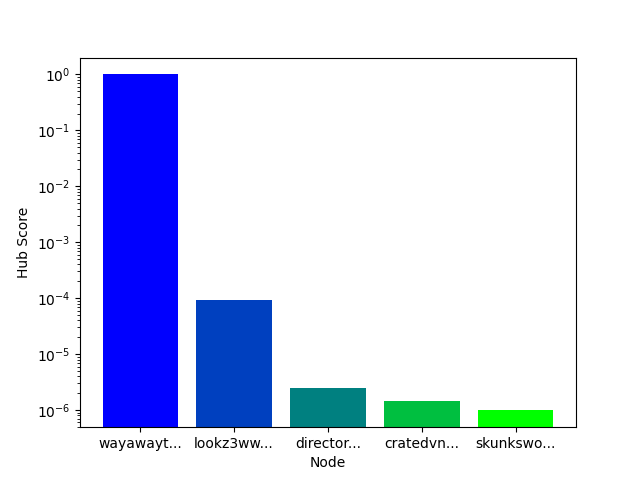 10⁰
10⁻¹
10⁻²
10⁻³
10⁻⁴
10⁻⁵
10⁻⁶
Hub Score
wayawayt... lookz3ww... director... cratedvn... skunkswo...
Node